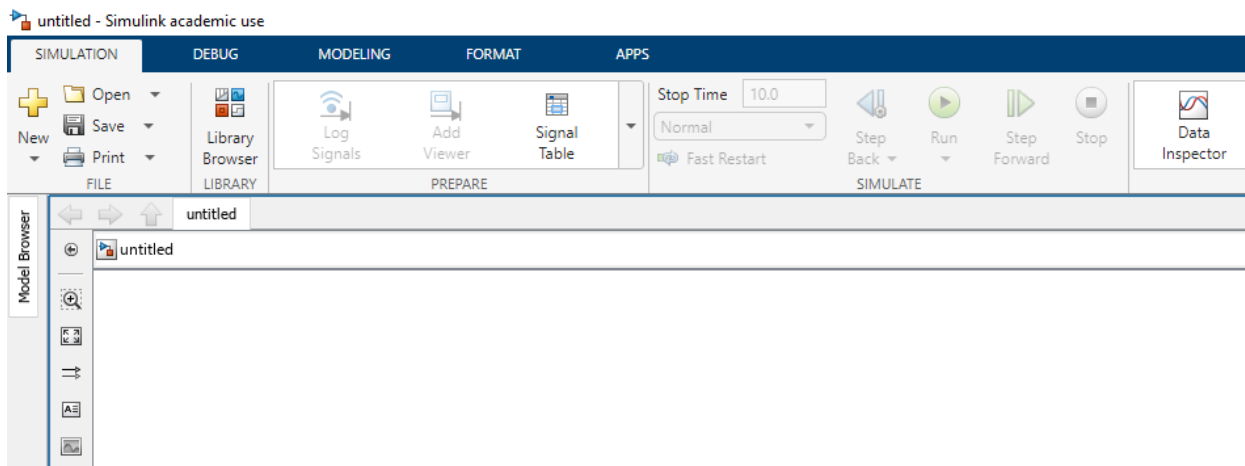 untitled - Simulink academic use
SIMULATION DEBUG MODELING FORMAT APPS
New
Open
Save
Print
FILE
Library
Browser
LIBRARY
Log
Signals
Add
Viewer
Signal
Table
PREPARE
Stop Time 10.0
Normal
Fast Restart
Step
Back
Run
Step
Forward
Stop
SIMULATE
Data
Inspector
Model Browser
untitled
untitled